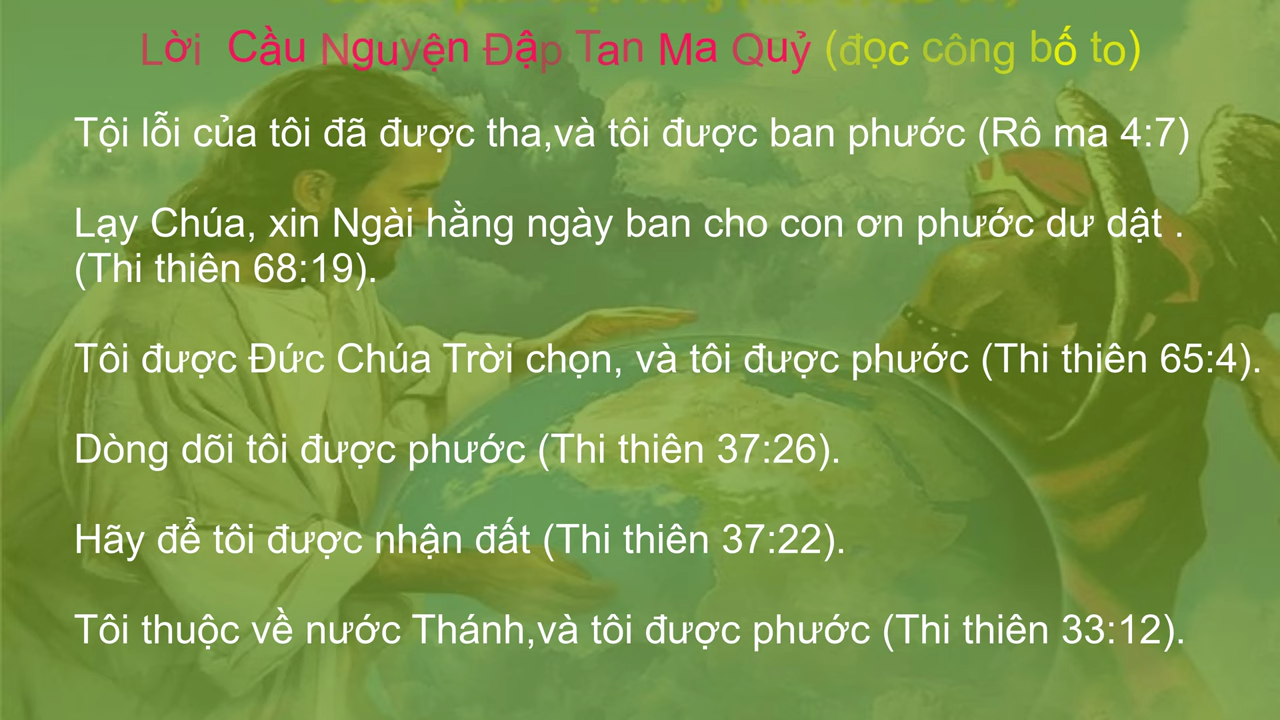 Lời Cầu Nguyện Đập Tan Ma Quỷ (đọc công bố to)
Tội lỗi của tôi đã được tha,và tôi được ban phước (Rô ma 4:7)
Lạy Chúa, xin Ngài hằng ngày ban cho con ơn phước dư dật .
(Thi thiên 68:19).
Tôi được Đức Chúa Trời chọn, và tôi được phước (Thi thiên 65:4).
Dòng dõi tôi được phước (Thi thiên 37:26).
Hãy để tôi được nhận đất (Thi thiên 37:22).
Tôi thuộc về nước Thánh,và tôi được phước (Thi thiên 33:12).